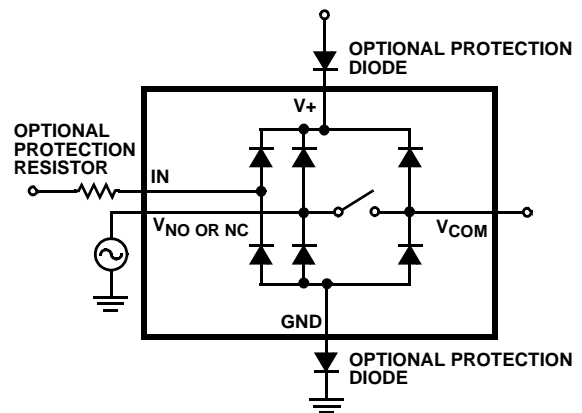 OPTIONAL PROTECTION
DIODE
V+
OPTIONAL
PROTECTION
RESISTOR
IN
VNO OR NC
VCOM
GND
OPTIONAL PROTECTION
DIODE